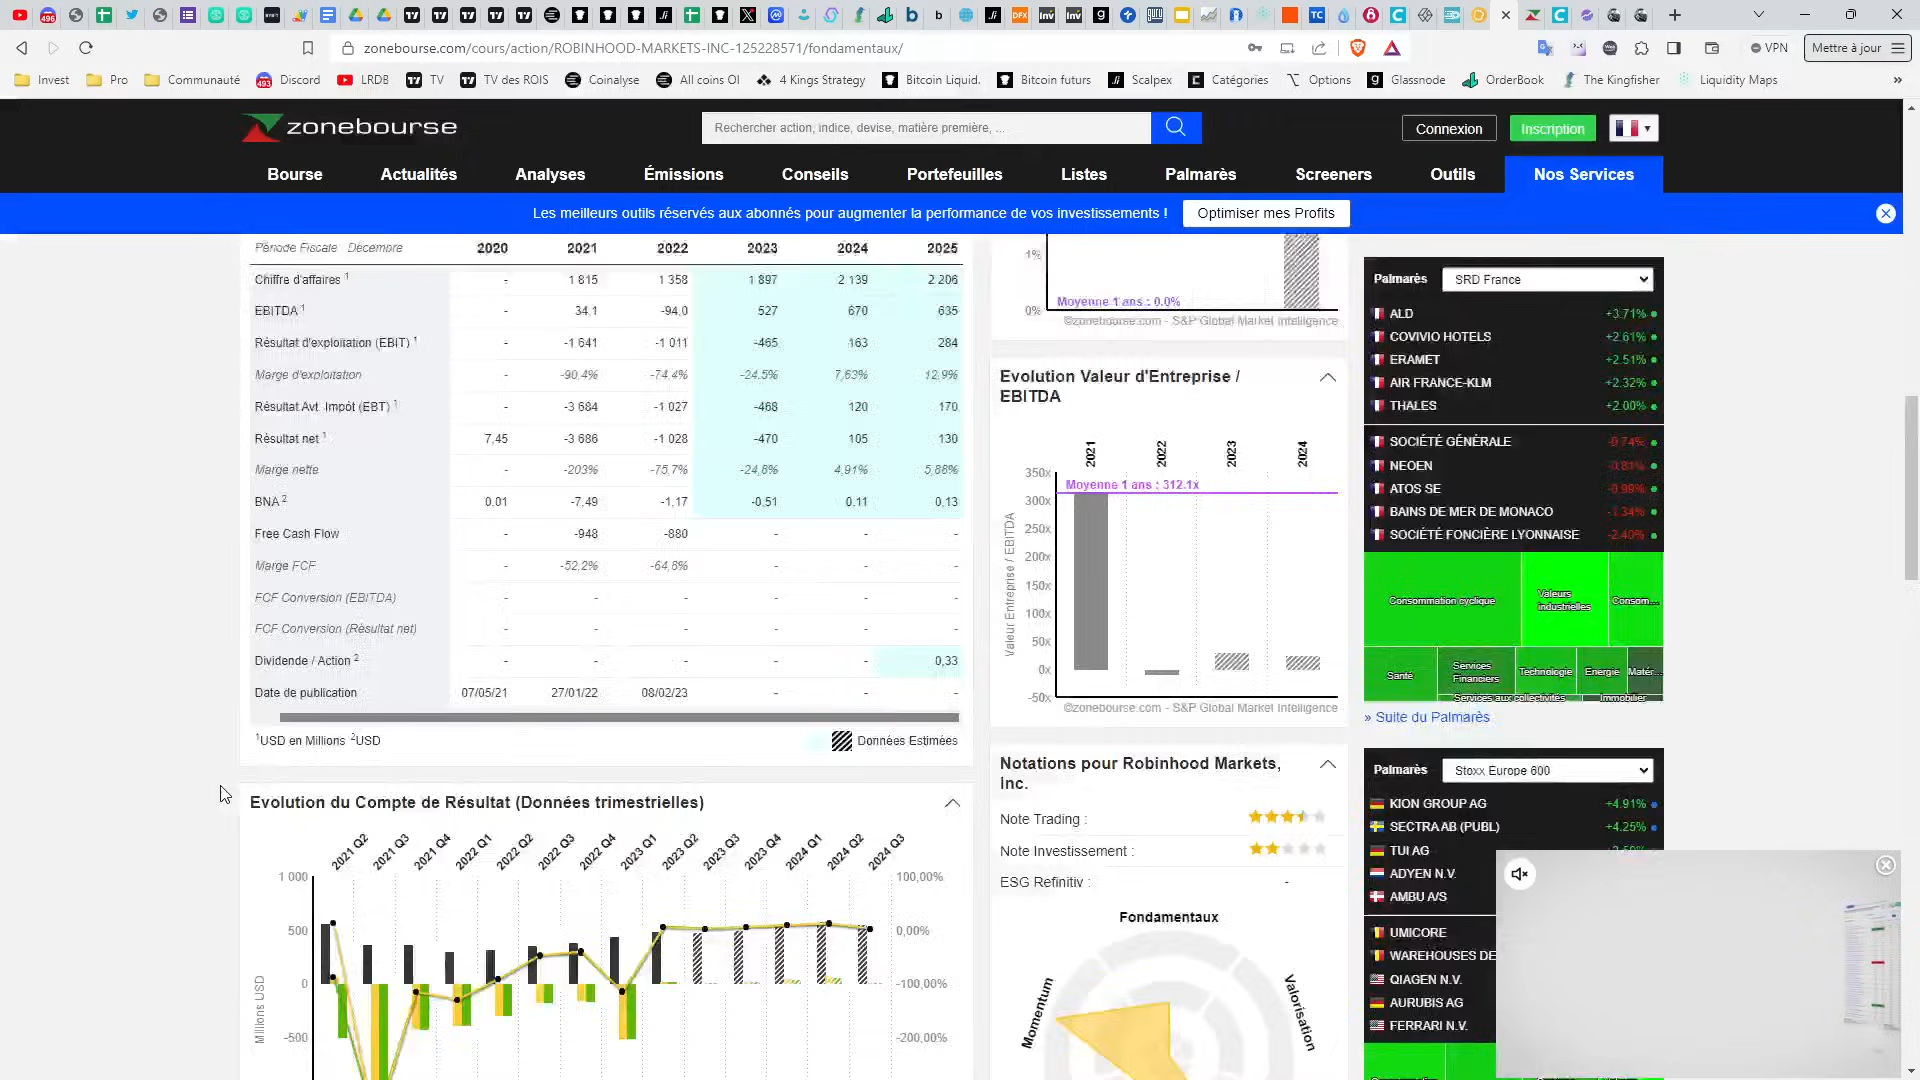 zonebourse.com/cours/action/ROBINHOOD-MARKETS-INC-125228571/fondamentaux/
VPN
Mettre à jour
Invest
Pro
Communauté
Discord
LRDB
TV
TV des ROIS
Coinalyse
All coins OI
4 Kings Strategy
Bitcoin Liquid.
Bitcoin futurs
Scalpex
Catégories
Options
Glassnode
OrderBook
The Kingfisher
Liquidity Maps
zonebourse
Rechercher action, indice, devise, matière première, ...
Connexion
Inscription
Bourse
Actualités
Analyses
Émissions
Conseils
Portefeuilles
Listes
Palmarès
Screeners
Outils
Nos Services
Les meilleurs outils réservés aux abonnés pour augmenter la performance de vos investissements !
Optimiser mes Profits
Période Fiscale Décembre 2020 2021 2022 2023 2024 2025
Chiffre d'affaires 1 - 1 815 1 358 1 897 2 139 2 206
EBITDA 1 - 34,1 -94,0 527 670 635
Résultat d'exploitation (EBIT) 1 - -1 641 -1 011 -465 163 284
Marge d'exploitation - -90,4% -74,4% -24,5% 7,63% 12,9%
Résultat Avt. Impôt (EBT) 1 - -3 684 -1 027 -468 120 170
Résultat net 1 7,45 -3 686 -1 028 -470 105 130
Marge nette - -203% -75,7% -24,8% 4,91% 5,88%
BNA 2 0,01 -7,49 -1,17 -0,51 0,11 0,13
Free Cash Flow - -948 -880 - - -
Marge FCF - -52,2% -64,8% - - -
FCF Conversion (EBITDA) - - - - - -
FCF Conversion (Résultat net) - - - - - -
Dividende / Action 2 - - - - - 0,33
Date de publication 07/05/21 27/01/22 08/02/23 - - -
1USD en Millions 2USD
Données Estimées
Evolution du Compte de Résultat (Données trimestrielles)
2021 Q2
2021 Q3
2021 Q4
2022 Q1
2022 Q2
2022 Q3
2022 Q4
2023 Q1
2023 Q2
2023 Q3
2023 Q4
2024 Q1
2024 Q2
2024 Q3
1 000
500
0
-500
Millions USD
100,00%
0,00%
-100,00%
-200,00%
1%
0%
Moyenne 1 ans : 0.0%
©zonebourse.com - S&P Global Market Intelligence
Evolution Valeur d'Entreprise /
EBITDA
2021
2022
2023
2024
350x
300x
250x
200x
150x
100x
50x
0x
-50x
Valeur Entreprise / EBITDA
Moyenne 1 ans : 312.1x
©zonebourse.com - S&P Global Market Intelligence
Notations pour Robinhood Markets,
Inc.
Note Trading :
Note Investissement :
ESG Refinitiv : -
Fondamentaux
Momentum
Valorisation
Palmarès
SRD France
ALD +3.71%
COVIVIO HOTELS +2.61%
ERAMET +2.51%
AIR FRANCE-KLM +2.32%
THALES +2.00%
SOCIÉTÉ GÉNÉRALE -0.74%
NEOEN -0.81%
ATOS SE -0.99%
BAINS DE MER DE MONACO -1.34%
SOCIÉTÉ FONCIÈRE LYONNAISE -2.40%
Consommation cyclique
Valeurs
industrielles
Consom...
Santé
Services
Financiers
Technologie
Energie
Matér...
Services aux collectivités
Immobilier
» Suite du Palmarès
Palmarès
Stoxx Europe 600
KION GROUP AG +4.91%
SECTRA AB (PUBL) +4.25%
TUI AG
ADYEN N.V.
AMBU A/S
UMICORE
WAREHOUSES DE
QIAGEN N.V.
AURUBIS AG
FERRARI N.V.